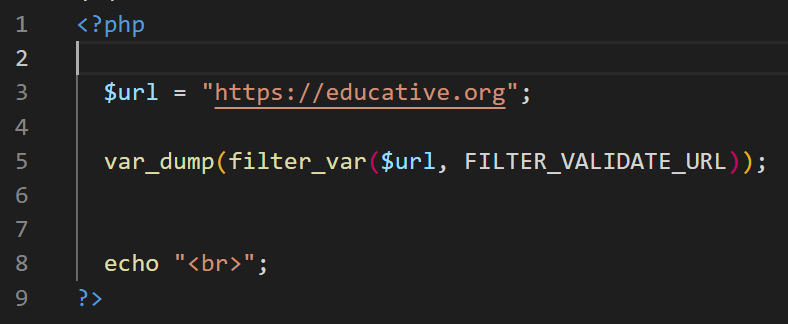 1 <?php
2
3 $url = "https://educative.org";
4
5 var_dump(filter_var($url, FILTER_VALIDATE_URL));
6
7
8 echo "<br>";
9 ?>